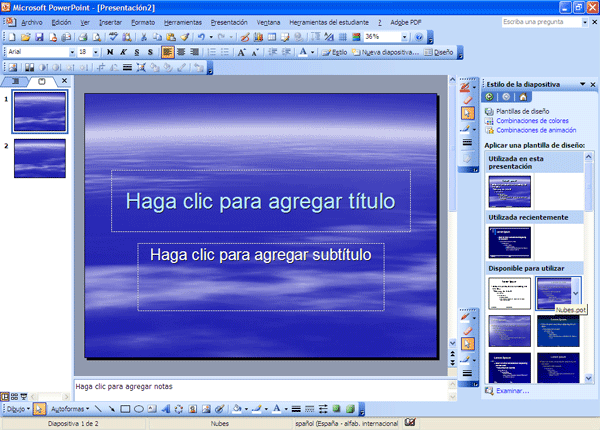 Microsoft PowerPoint - [Presentación2]
Archivo Edición Ver Insertar Formato Herramientas Presentación Ventana Herramientas del estudiante ? Adobe PDF
Escriba una pregunta
36%
Arial 18 N K S S Estilo Nueva diapositiva... Diseño
1
2
Haga clic para agregar título
Haga clic para agregar subtítulo
Haga clic para agregar notas
Estilo de la diapositiva
Plantillas de diseño
Combinaciones de colores
Combinaciones de animación
Aplicar una plantilla de diseño:
Utilizada en esta
presentación
Utilizada recientemente
Disponible para utilizar
Nubes.pot
Examinar...
Dibujo Autoformas
Diapositiva 1 de 2 Nubes spañol (España - alfab. internacional